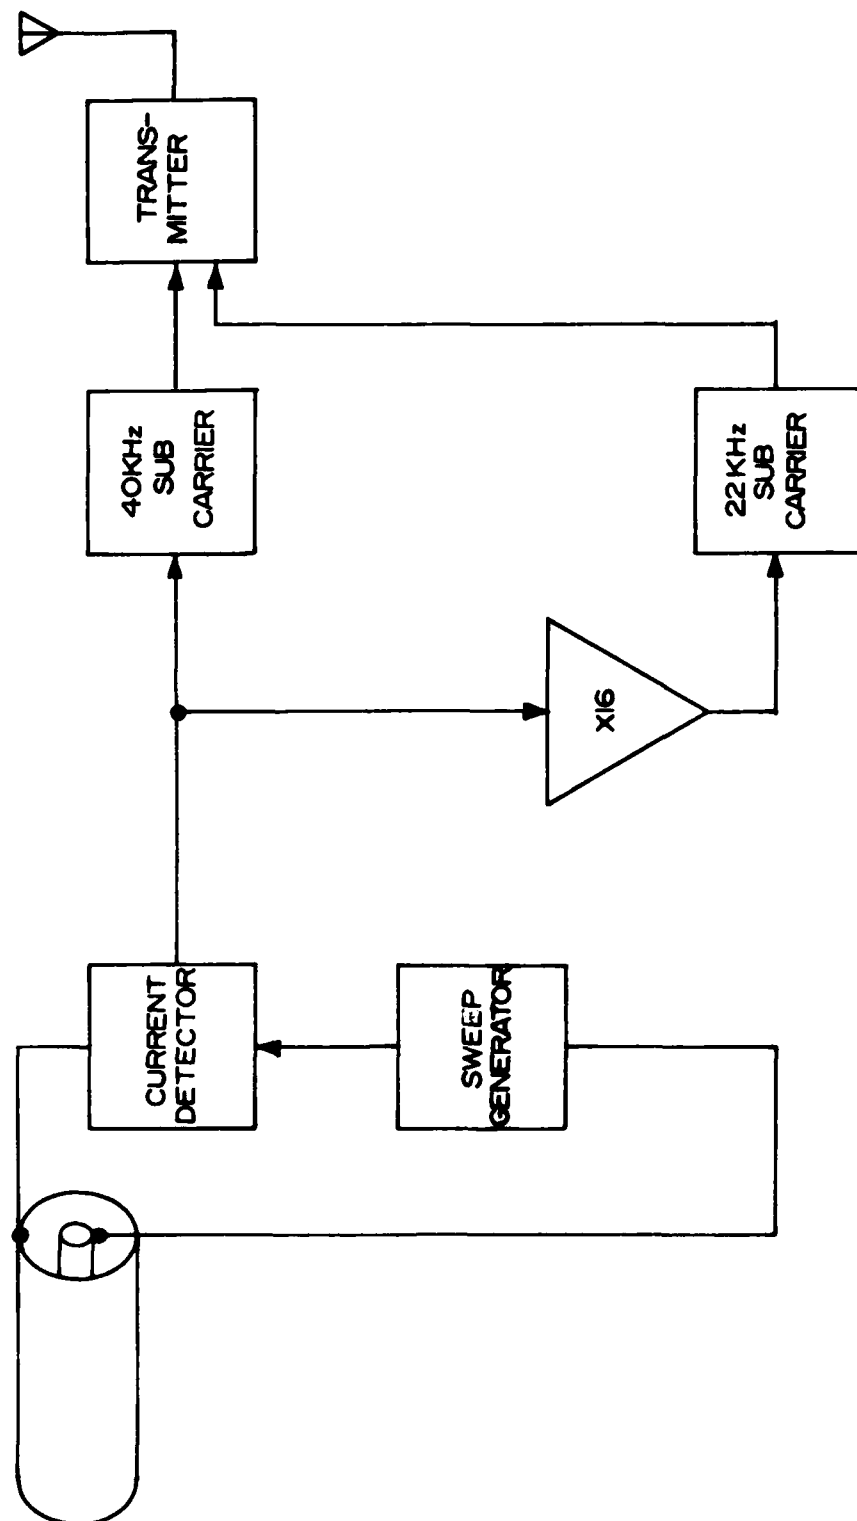 CURRENT
DETECTOR
SWEEP
GENERATOR
X16
40KHz
SUB
CARRIER
22KHz
SUB
CARRIER
TRANS-
MITTER